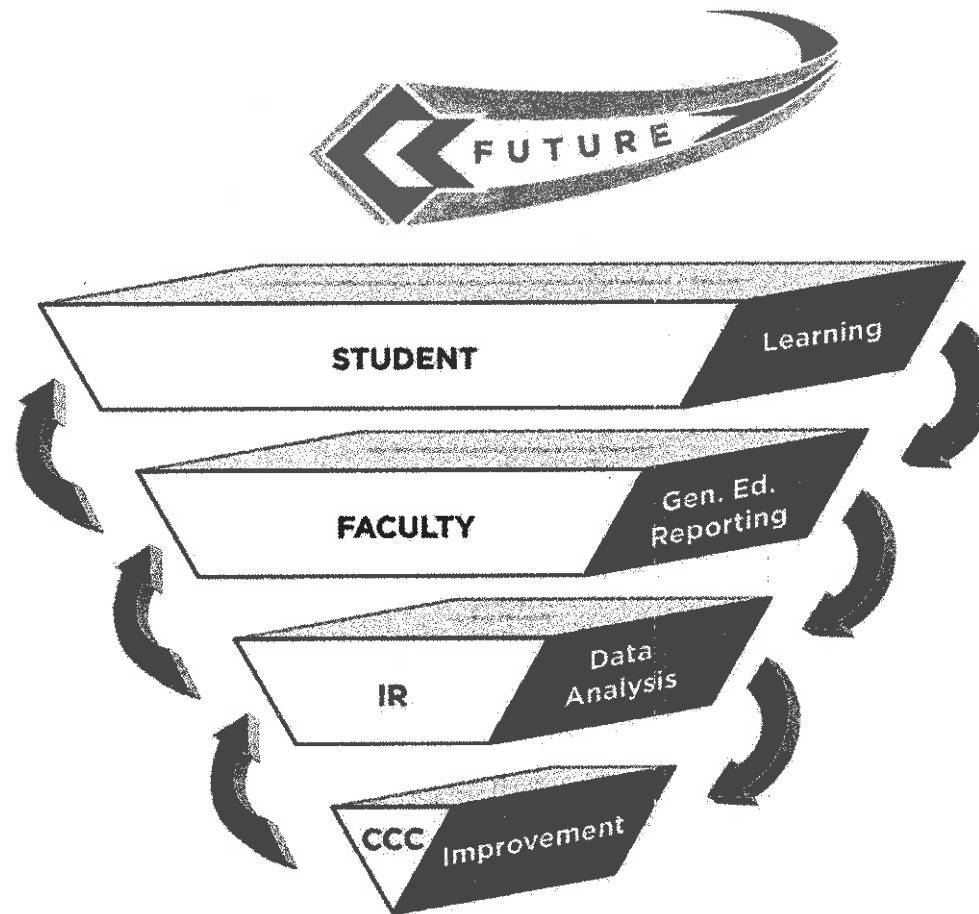 FUTURE
STUDENT
Learning
FACULTY
Gen. Ed.
Reporting
IR
Data
Analysis
CCC
Improvement